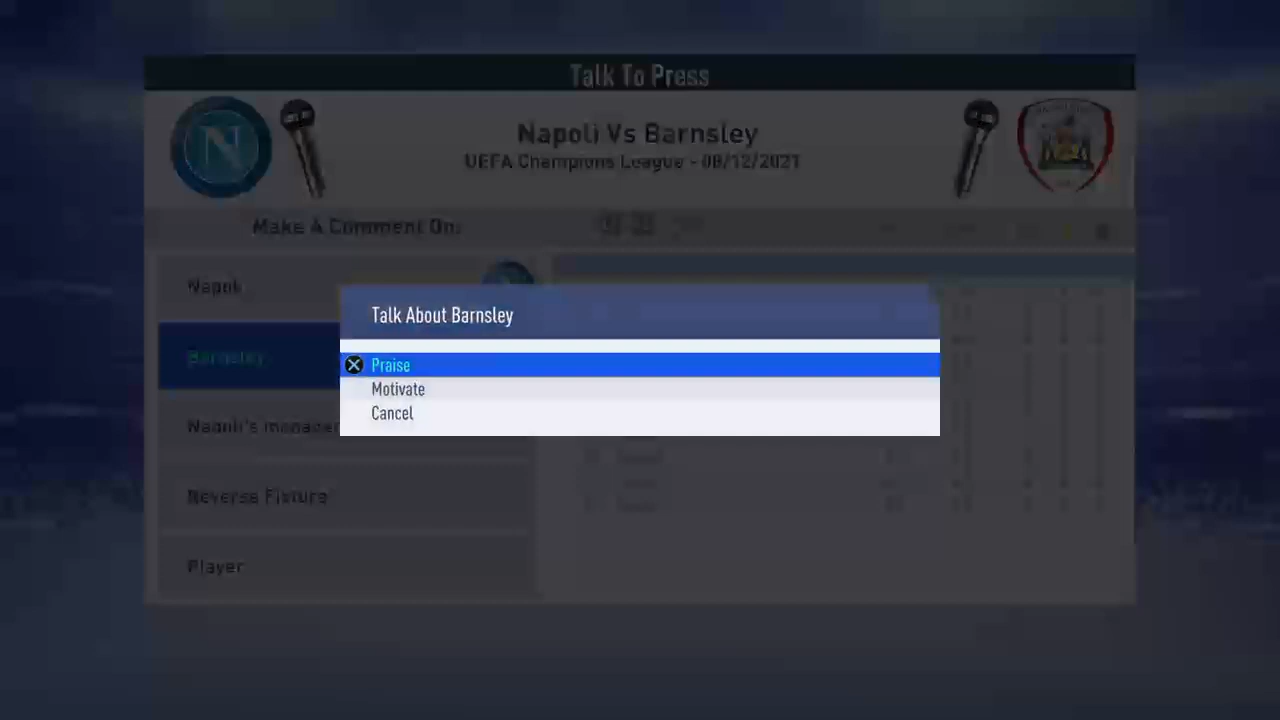 Talk To Press
Napoli Vs Barnsley
UEFA Champions League - 08/12/2021
Make A Comment On:
Napoli
Talk About Barnsley
Barnsley
Praise
Motivate
Cancel
Napoli's manager
Reverse Fixture
Player